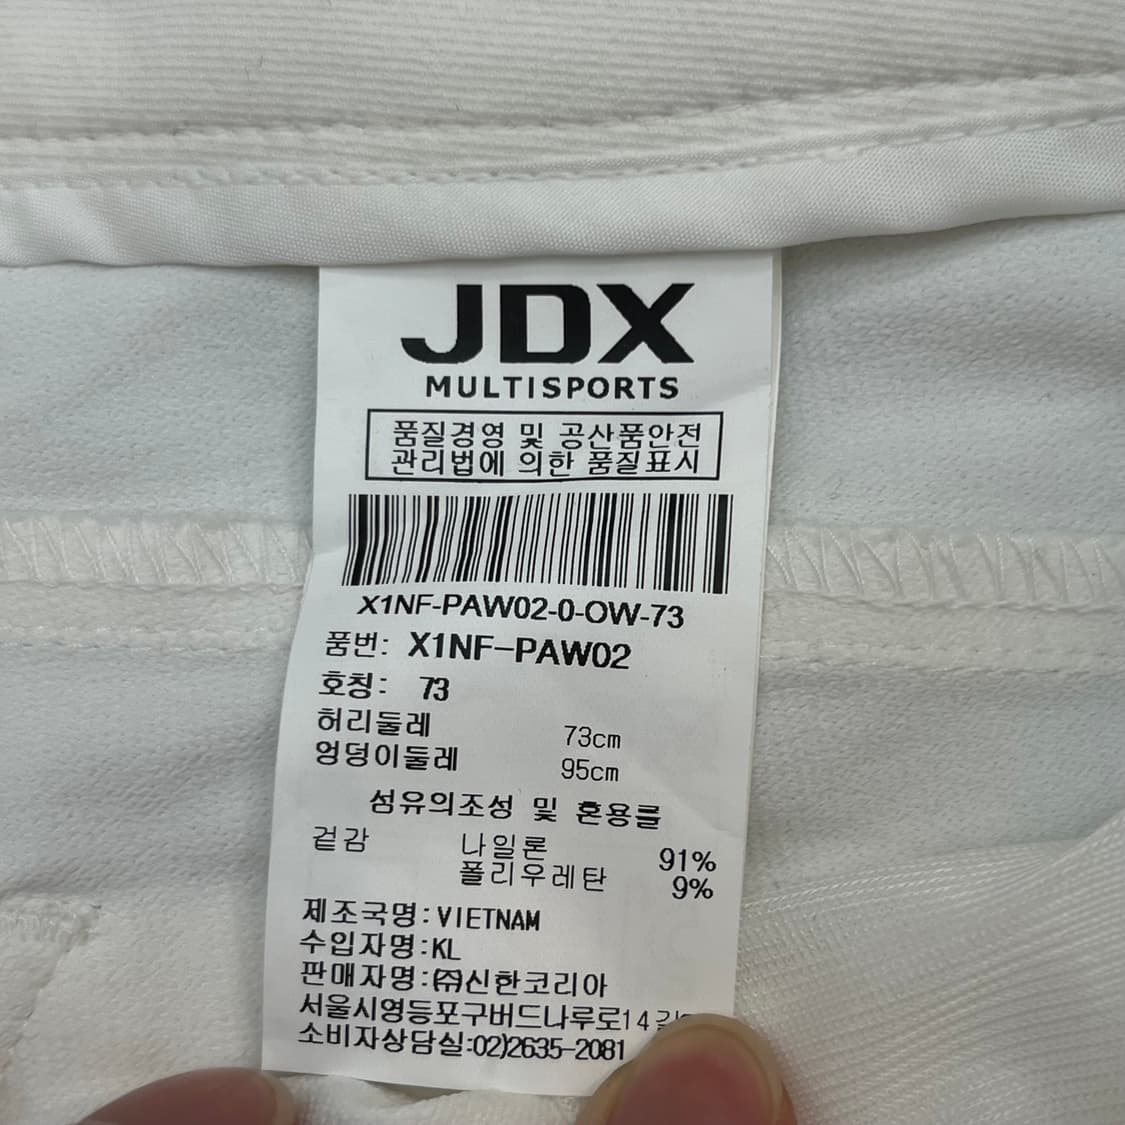 JDX
MULTISPORTS
품질경영 및 공산품안전
관리법에 의한 품질표시
X1NF-PAW02-0-OW-73
품번: X1NF-PAW02
호칭: 73
허리둘레 73cm
엉덩이둘레 95cm
섬유의조성 및 혼용률
겉감 나일론 91%
폴리우레탄 9%
제조국명:VIETNAM
수입자명:KL
판매자명:㈜신한코리아
서울시영등포구버드나루로14길
소비자상담실:02)2635-2081